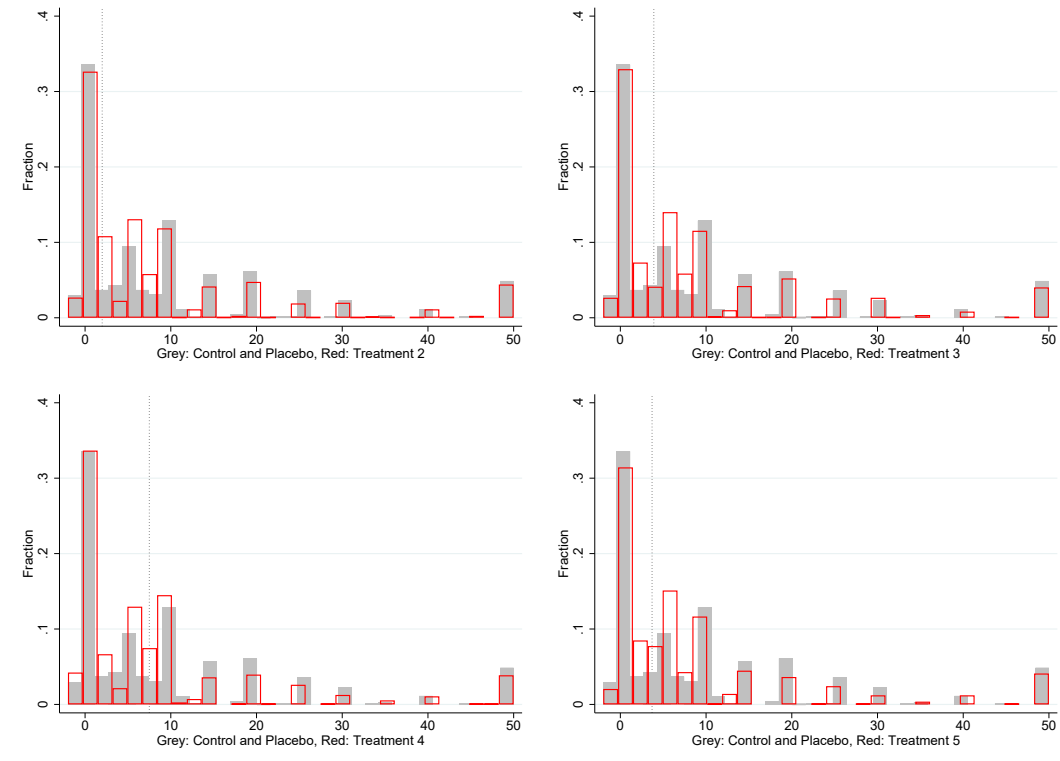 .4
.3
.2
.1
0
Fraction
0 10 20 30 40 50
Grey: Control and Placebo, Red: Treatment 2
.4
.3
.2
.1
0
Fraction
0 10 20 30 40 50
Grey: Control and Placebo, Red: Treatment 3
.4
.3
.2
.1
0
Fraction
0 10 20 30 40 50
Grey: Control and Placebo, Red: Treatment 4
.4
.3
.2
.1
0
Fraction
0 10 20 30 40 50
Grey: Control and Placebo, Red: Treatment 5